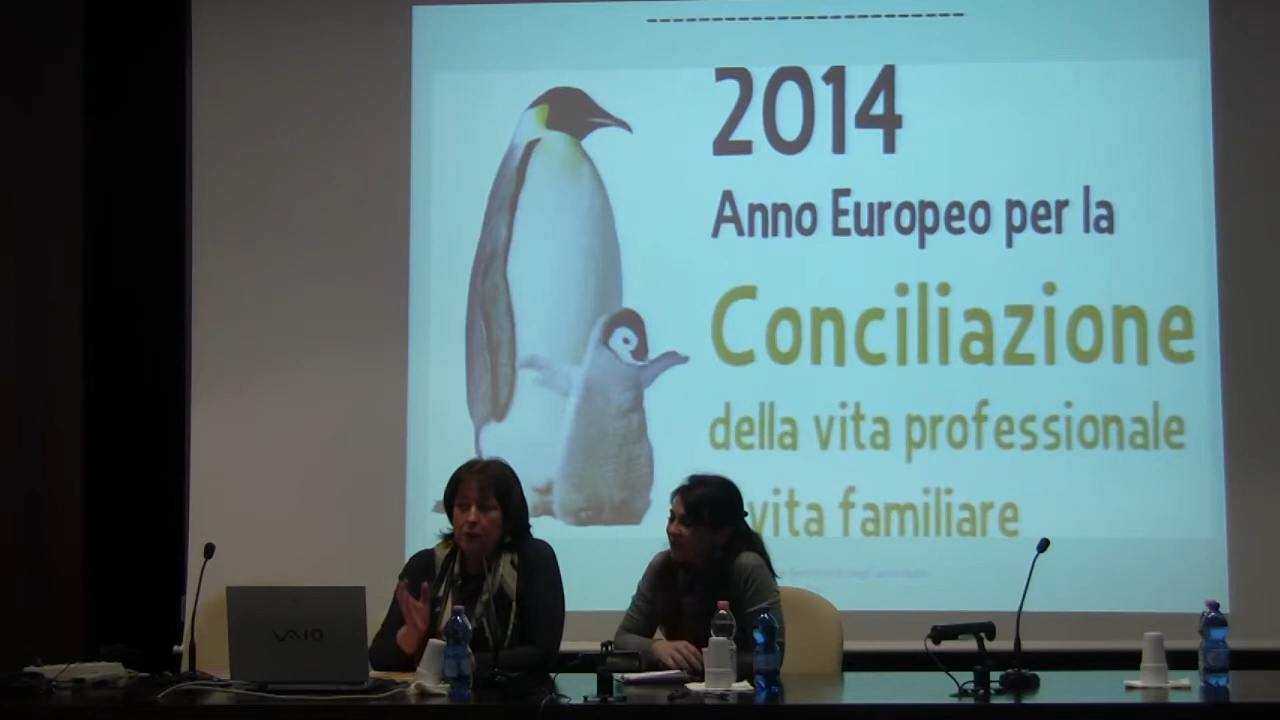 2014
Anno Europeo per la
Conciliazione
della vita professionale
vita familiare
VAIO